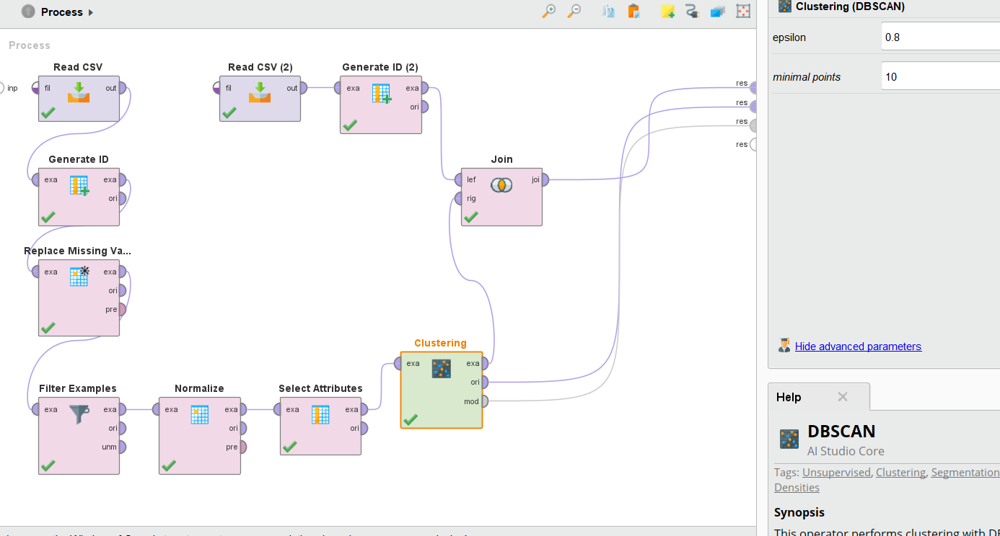 Process
Clustering (DBSCAN)
epsilon
0.8
minimal points
10
Process
Read CSV
Read CSV (2)
Generate ID (2)
inp
fil
out
fil
out
exa
exa
ori
res
res
res
res
Generate ID
exa
exa
ori
Join
lef
joi
rig
Replace Missing Va...
exa
exa
ori
pre
Clustering
exa
exa
ori
mod
Filter Examples
exa
exa
ori
unm
Normalize
exa
exa
ori
pre
Select Attributes
exa
exa
ori
Hide advanced parameters
Help
DBSCAN
AI Studio Core
Tags: Unsupervised, Clustering, Segmentation
Densities
Synopsis
This operator performs clustering with